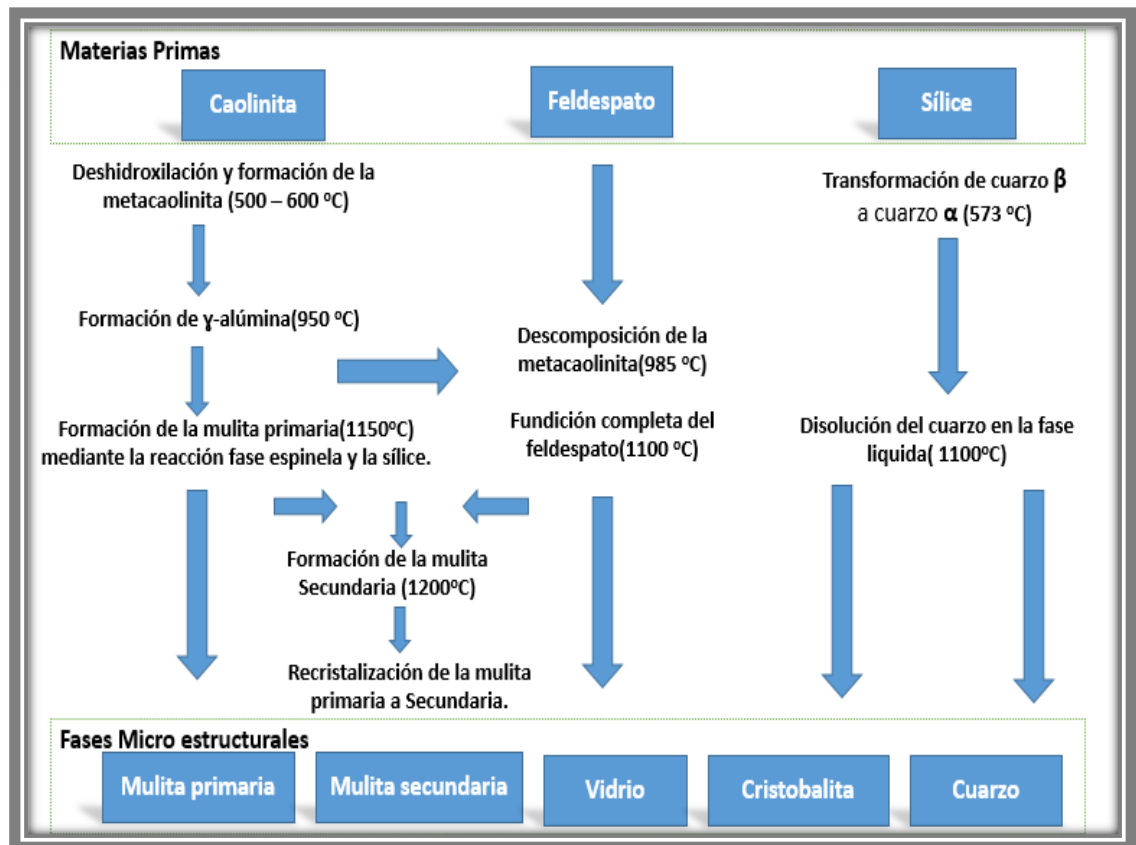 Materias Primas
Caolinita
Feldespato
Sílice
Deshidroxilación y formación de la
metacaolinita (500 – 600 ºC)
Formación de ɣ-alúmina(950 ºC)
Formación de la mulita primaria(1150ºC)
mediante la reacción fase espinela y la sílice.
Descomposición de la
metacaolinita(985 ºC)
Fundición completa del
feldespato(1100 ºC)
Transformación de cuarzo β
a cuarzo α (573 ºC)
Disolución del cuarzo en la fase
liquida( 1100ºC)
Formación de la mulita
Secundaria (1200ºC)
Recristalización de la mulita
primaria a Secundaria.
Fases Micro estructurales
Mulita primaria
Mulita secundaria
Vidrio
Cristobalita
Cuarzo